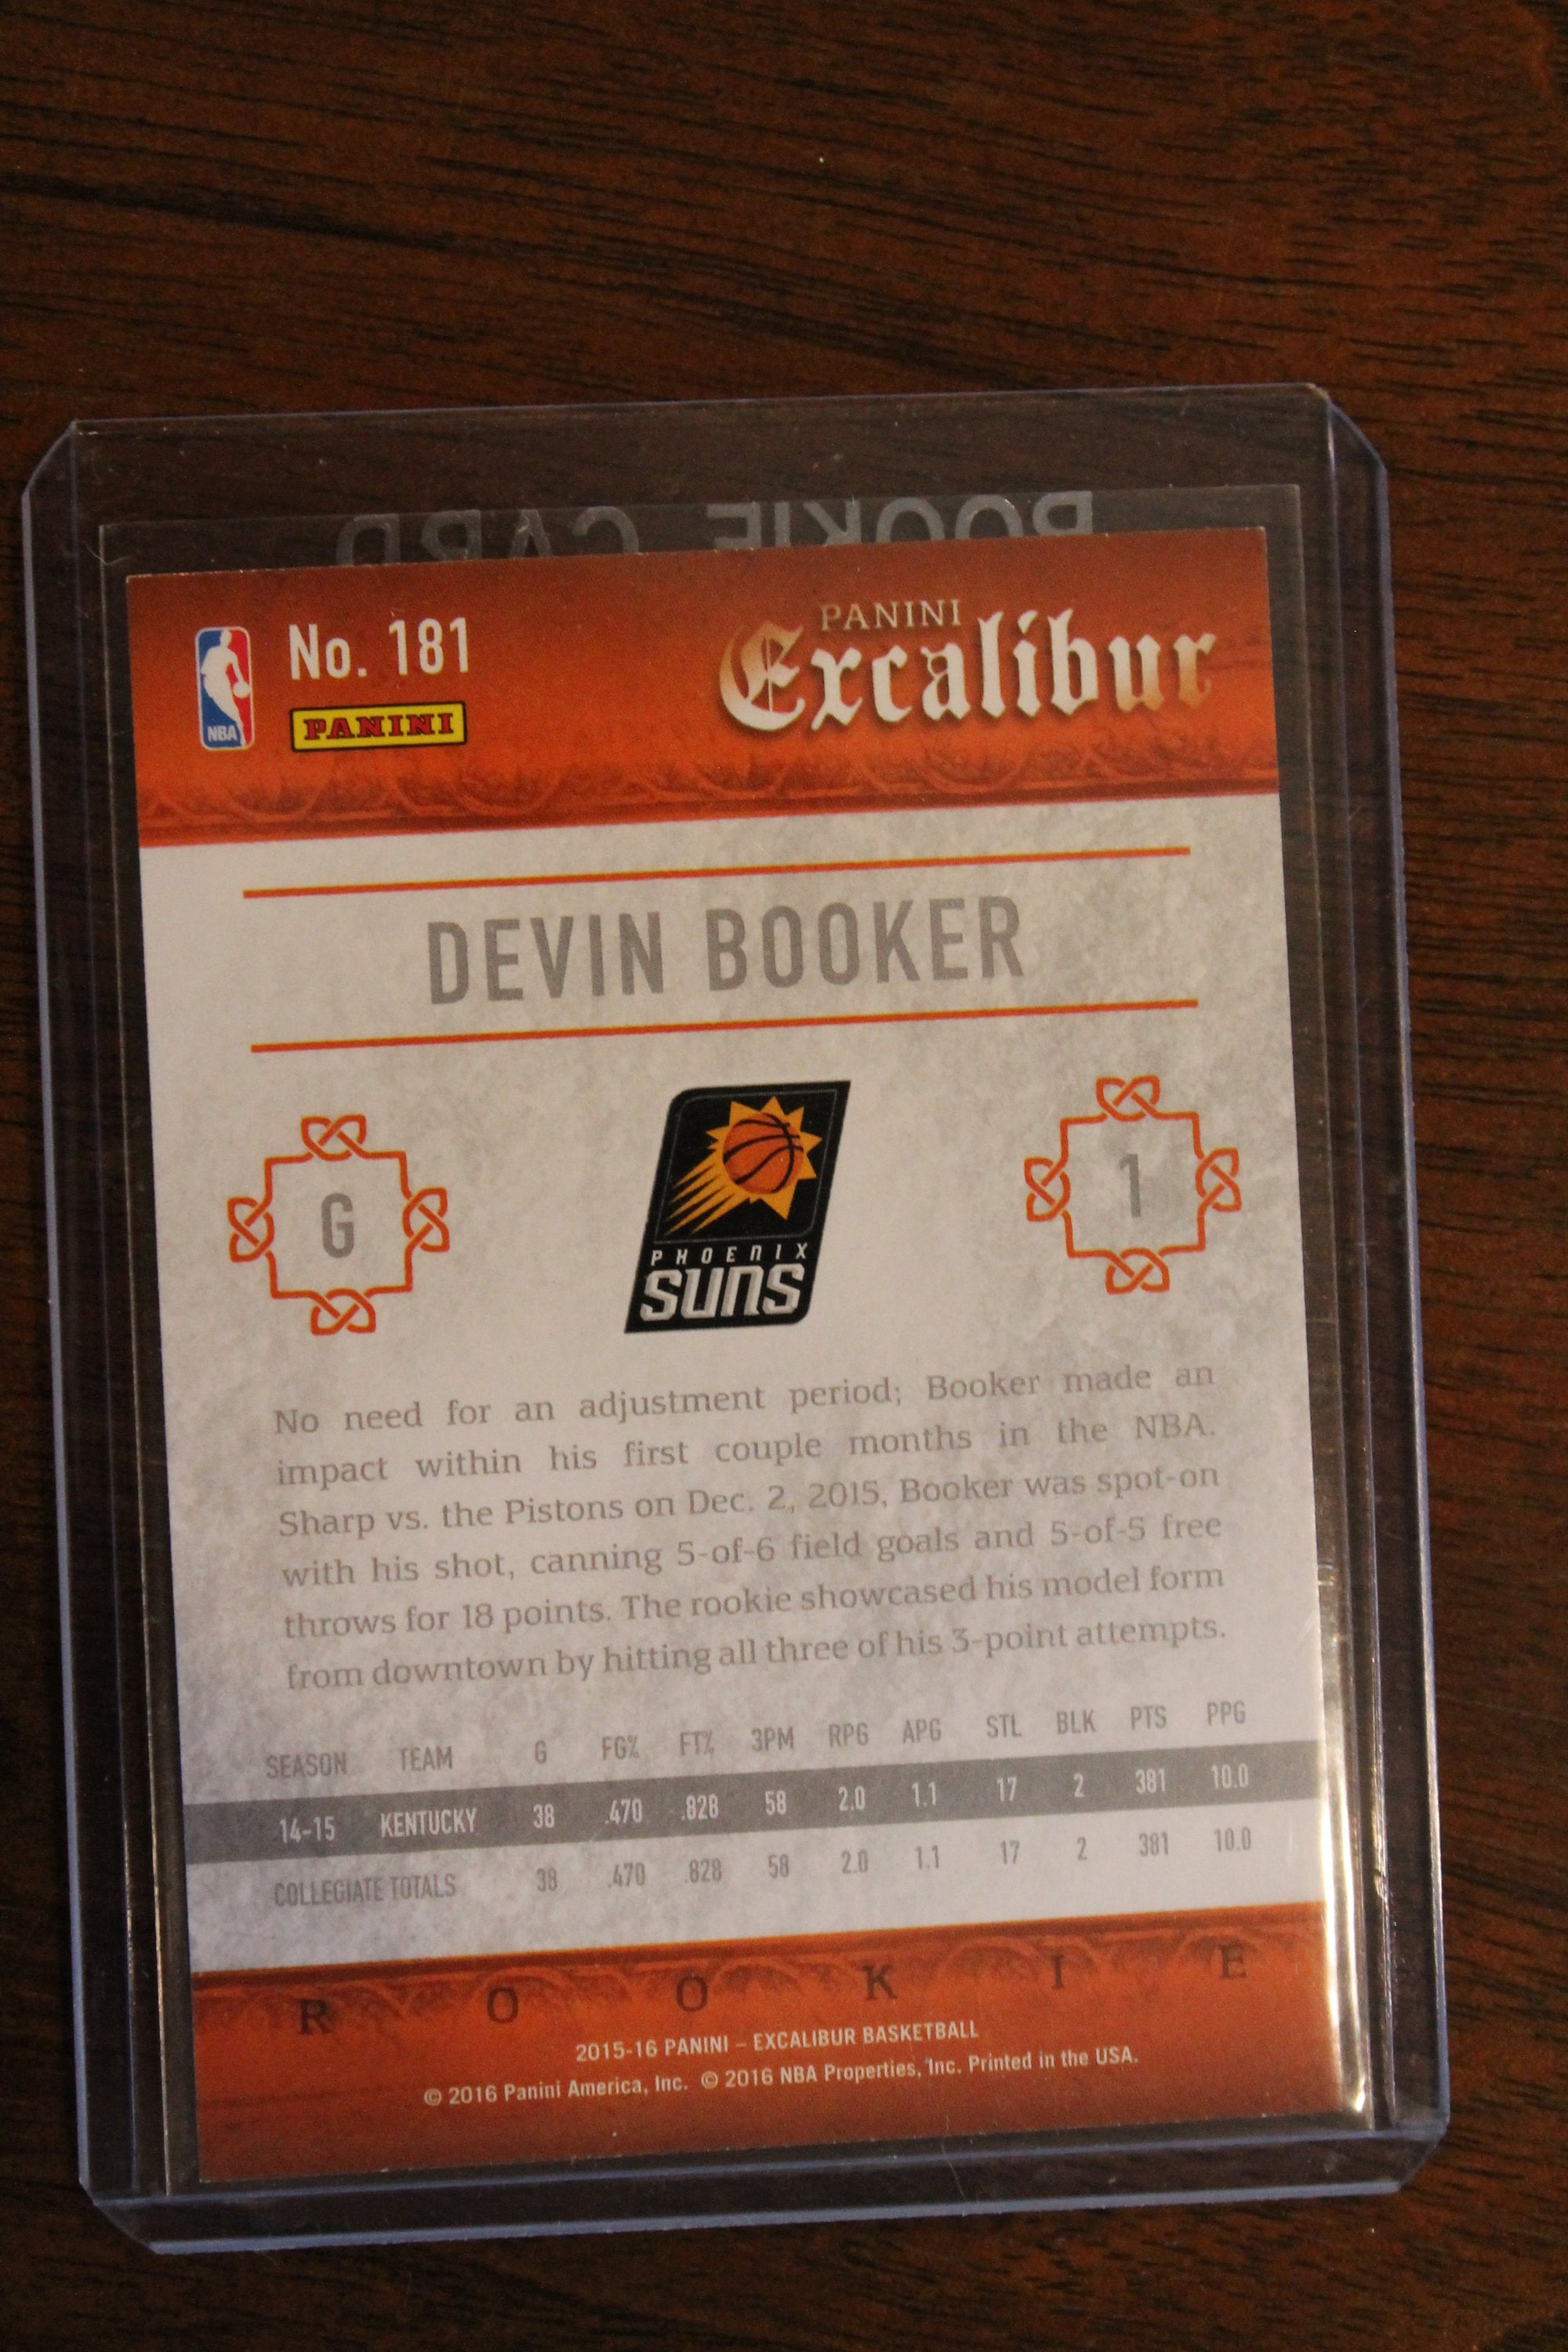 ROOKIE CARD
No. 181
PANINI
NBA
PANINI
Excalibur
DEVIN BOOKER
G
PHOENIX
SUNS
1
No need for an adjustment period; Booker made an
impact within his first couple months in the NBA.
Sharp vs. the Pistons on Dec. 2, 2015, Booker was spot-on
with his shot, canning 5-of-6 field goals and 5-of-5 free
throws for 18 points. The rookie showcased his model form
from downtown by hitting all three of his 3-point attempts.
SEASON TEAM G FG% FT% 3PM RPG APG STL BLK PTS PPG
14-15 KENTUCKY 38 .470 .828 58 2.0 1.1 17 2 381 10.0
COLLEGIATE TOTALS 38 .470 .828 58 2.0 1.1 17 2 381 10.0
ROOKIE
2015-16 PANINI – EXCALIBUR BASKETBALL
© 2016 Panini America, Inc. © 2016 NBA Properties, Inc. Printed in the USA.